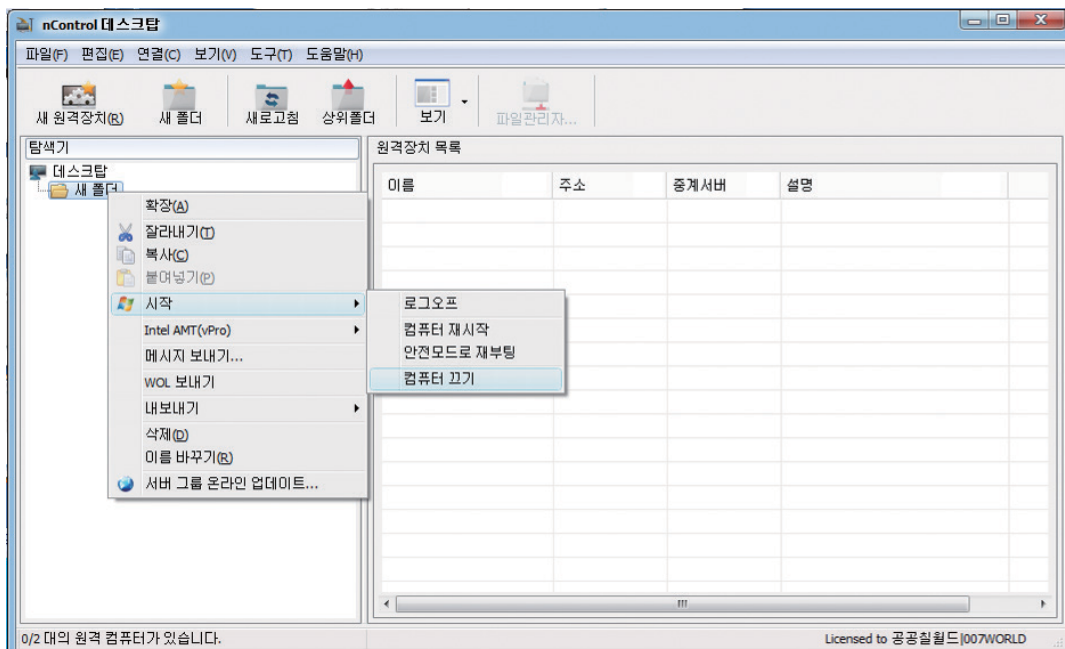 nControl 데스크탑
파일(F) 편집(E) 연결(C) 보기(V) 도구(T) 도움말(H)
새 원격장치(R) 새 폴더 새로고침 상위폴더 보기 파일관리자...
탐색기
원격장치 목록
데스크탑
새 폴더
이름 주소 중계서버 설명
확장(A)
잘라내기(T)
복사(C)
붙여넣기(P)
시작
로그오프
컴퓨터 재시작
안전모드로 재부팅
컴퓨터 끄기
Intel AMT(vPro)
메시지 보내기...
WOL 보내기
내보내기
삭제(D)
이름 바꾸기(R)
서버 그룹 온라인 업데이트...
0/2 대의 원격 컴퓨터가 있습니다.
Licensed to 공공칠월드|007WORLD